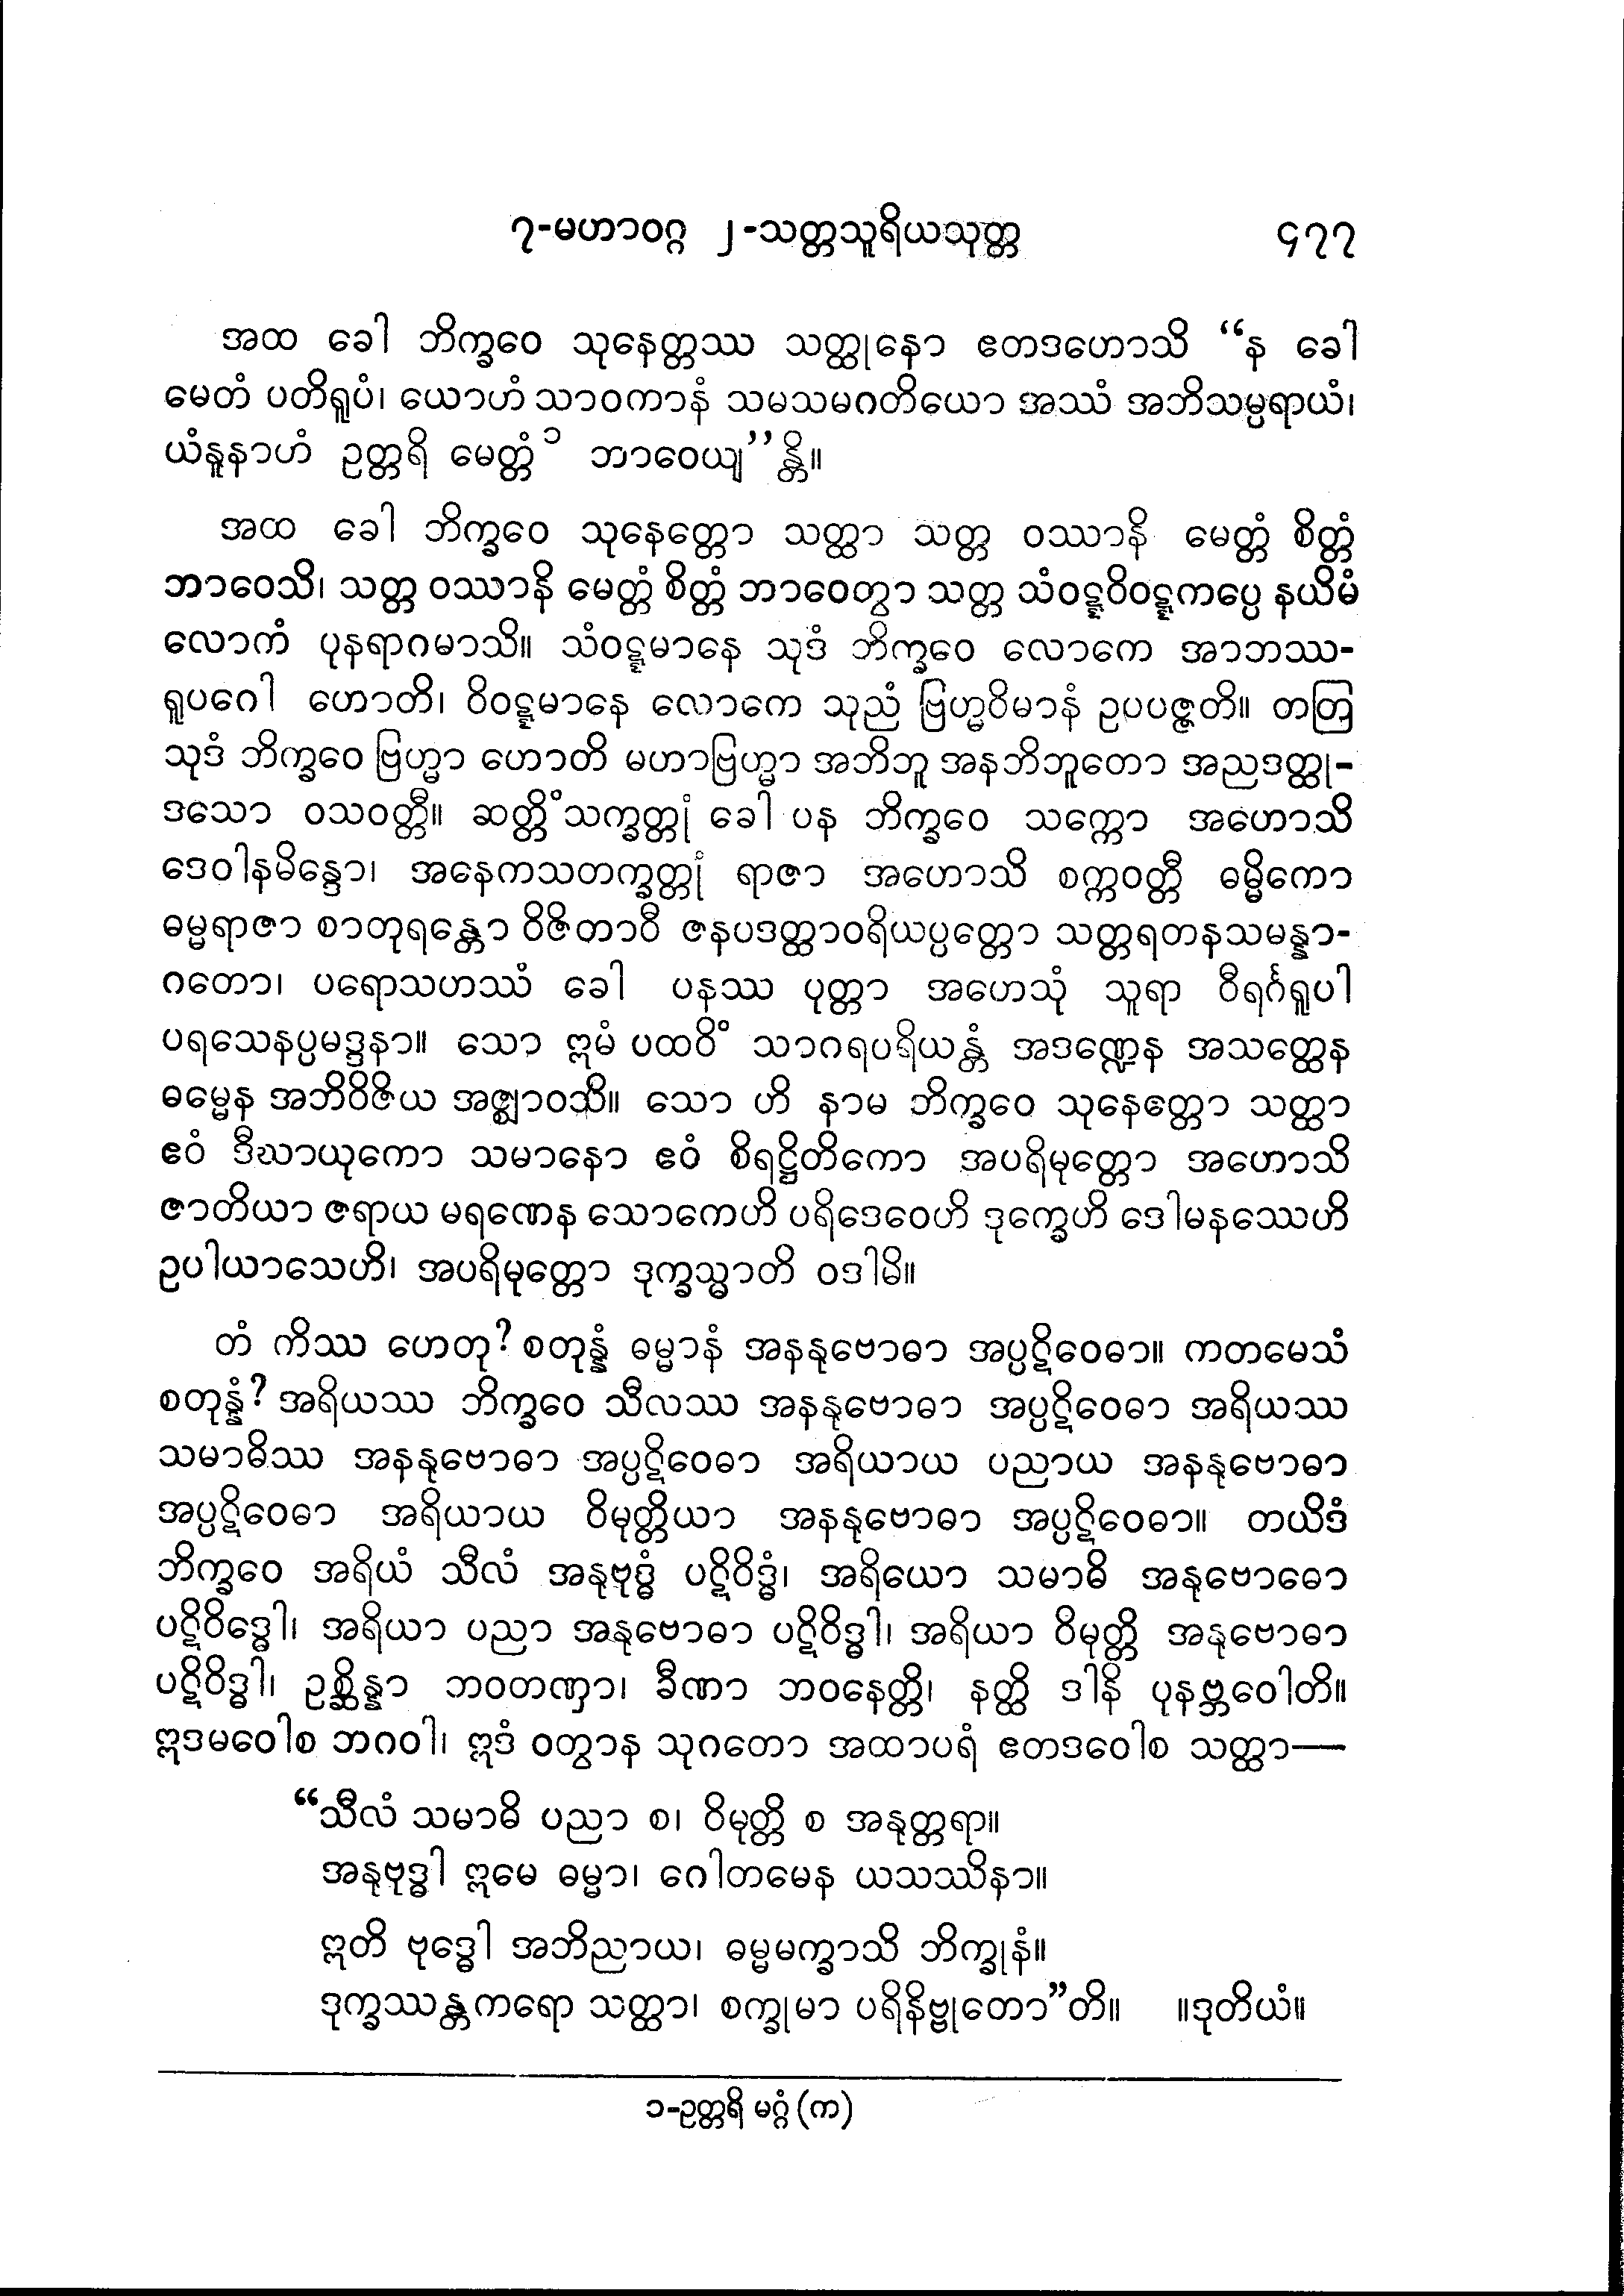 ၇-မဟာဝဂ္ဂ ၂-သတ္တသူရိယသုတ္တ ၄၇၇
အထ ခေါ ဘိက္ခဝေ သုနေတ္တဿ သတ္ထုနော ဧတဒဟောသိ “န ခေါ
မေတံ ပတိရူပံ၊ ယောဟံ သာဝကာနံ သမသမဂတိယော အဿံ အဘိသမ္ပရာယံ၊
ယံနူနာဟံ ဥတ္တရိ မေတ္တံ ၁ ဘာဝေယျ”န္တိ။
အထ ခေါ ဘိက္ခဝေ သုနေတ္တော သတ္ထာ သတ္တ ဝဿာနိ မေတ္တံ စိတ္တံ
ဘာဝေသိ၊ သတ္တ ဝဿာနိ မေတ္တံ စိတ္တံ ဘာဝေတွာ သတ္တ သံဝဋ္ဋဝိဝဋ္ဋကပ္ပေ နယိမံ
လောကံ ပုနရာဂမာသိ။ သံဝဋ္ဋမာနေ သုဒံ ဘိက္ခဝေ လောကေ အာဘဿ-
ရူပဂေါ ဟောတိ၊ ဝိဝဋ္ဋမာနေ လောကေ သုညံ ဗြဟ္မဝိမာနံ ဥပပဇ္ဇတိ။ တတြ
သုဒံ ဘိက္ခဝေ ဗြဟ္မာ ဟောတိ မဟာဗြဟ္မာ အဘိဘူ အနဘိဘူတော အညဒတ္ထု-
ဒသော ဝသဝတ္တီ။ ဆတ္တိံသက္ခတ္တုံ ခေါ ပန ဘိက္ခဝေ သက္ကော အဟောသိ
ဒေဝါနမိန္ဒော၊ အနေကသတက္ခတ္တုံ ရာဇာ အဟောသိ စက္ကဝတ္တီ ဓမ္မိကော
ဓမ္မရာဇာ စာတုရန္တော ဝိဇိတာဝီ ဇနပဒတ္ထာဝရိယပ္ပတ္တော သတ္တရတနသမန္နာ-
ဂတော၊ ပရောသဟဿံ ခေါ ပနဿ ပုတ္တာ အဟေသုံ သူရာ ဝီရင်္ဂရူပါ
ပရသေနပ္ပမဒ္ဒနာ။ သော ဣမံ ပထဝိံ သာဂရပရိယန္တံ အဒဏ္ဍေန အသတ္ထေန
ဓမ္မေန အဘိဝိဇိယ အဇ္ဈာဝသိ။ သော ဟိ နာမ ဘိက္ခဝေ သုနေတ္တော သတ္ထာ
ဧဝံ ဒီဃာယုကော သမာနော ဧဝံ စိရဋ္ဌိတိကော အပရိမုတ္တော အဟောသိ
ဇာတိယာ ဇရာယ မရဏေန သောကေဟိ ပရိဒေဝေဟိ ဒုက္ခေဟိ ဒေါမနဿေဟိ
ဥပါယာသေဟိ၊ အပရိမုတ္တော ဒုက္ခသ္မာတိ ဝဒါမိ။
တံ ကိဿ ဟေတု? စတုန္နံ ဓမ္မာနံ အနနုဗောဓာ အပ္ပဋိဝေဓာ။ ကတမေသံ
စတုန္နံ? အရိယဿ ဘိက္ခဝေ သီလဿ အနနုဗောဓာ အပ္ပဋိဝေဓာ အရိယဿ
သမာဓိဿ အနနုဗောဓာ အပ္ပဋိဝေဓာ အရိယာယ ပညာယ အနနုဗောဓာ
အပ္ပဋိဝေဓာ အရိယာယ ဝိမုတ္တိယာ အနနုဗောဓာ အပ္ပဋိဝေဓာ။ တယိဒံ
ဘိက္ခဝေ အရိယံ သီလံ အနုဗုဒ္ဓံ ပဋိဝိဒ္ဓံ၊ အရိယော သမာဓိ အနုဗောဓော
ပဋိဝိဒ္ဓေါ၊ အရိယာ ပညာ အနုဗောဓာ ပဋိဝိဒ္ဓါ၊ အရိယာ ဝိမုတ္တိ အနုဗောဓာ
ပဋိဝိဒ္ဓါ၊ ဥစ္ဆိန္နာ ဘဝတဏှာ၊ ခီဏာ ဘဝနေတ္တိ၊ နတ္ထိ ဒါနိ ပုနဗ္ဘဝေါတိ။
ဣဒမဝေါစ ဘဂဝါ၊ ဣဒံ ဝတွာန သုဂတော အထာပရံ ဧတဒဝေါစ သတ္ထာ—
“သီလံ သမာဓိ ပညာ စ၊ ဝိမုတ္တိ စ အနုတ္တရာ။
အနုဗုဒ္ဓါ ဣမေ ဓမ္မာ၊ ဂေါတမေန ယသဿိနာ။
ဣတိ ဗုဒ္ဓေါ အဘိညာယ၊ ဓမ္မမက္ခာသိ ဘိက္ခုနံ။
ဒုက္ခဿန္တကရော သတ္ထာ၊ စက္ခုမာ ပရိနိဗ္ဗုတော”တိ။ ။ဒုတိယံ။
၁-ဥတ္တရိ မဂ္ဂံ (က)